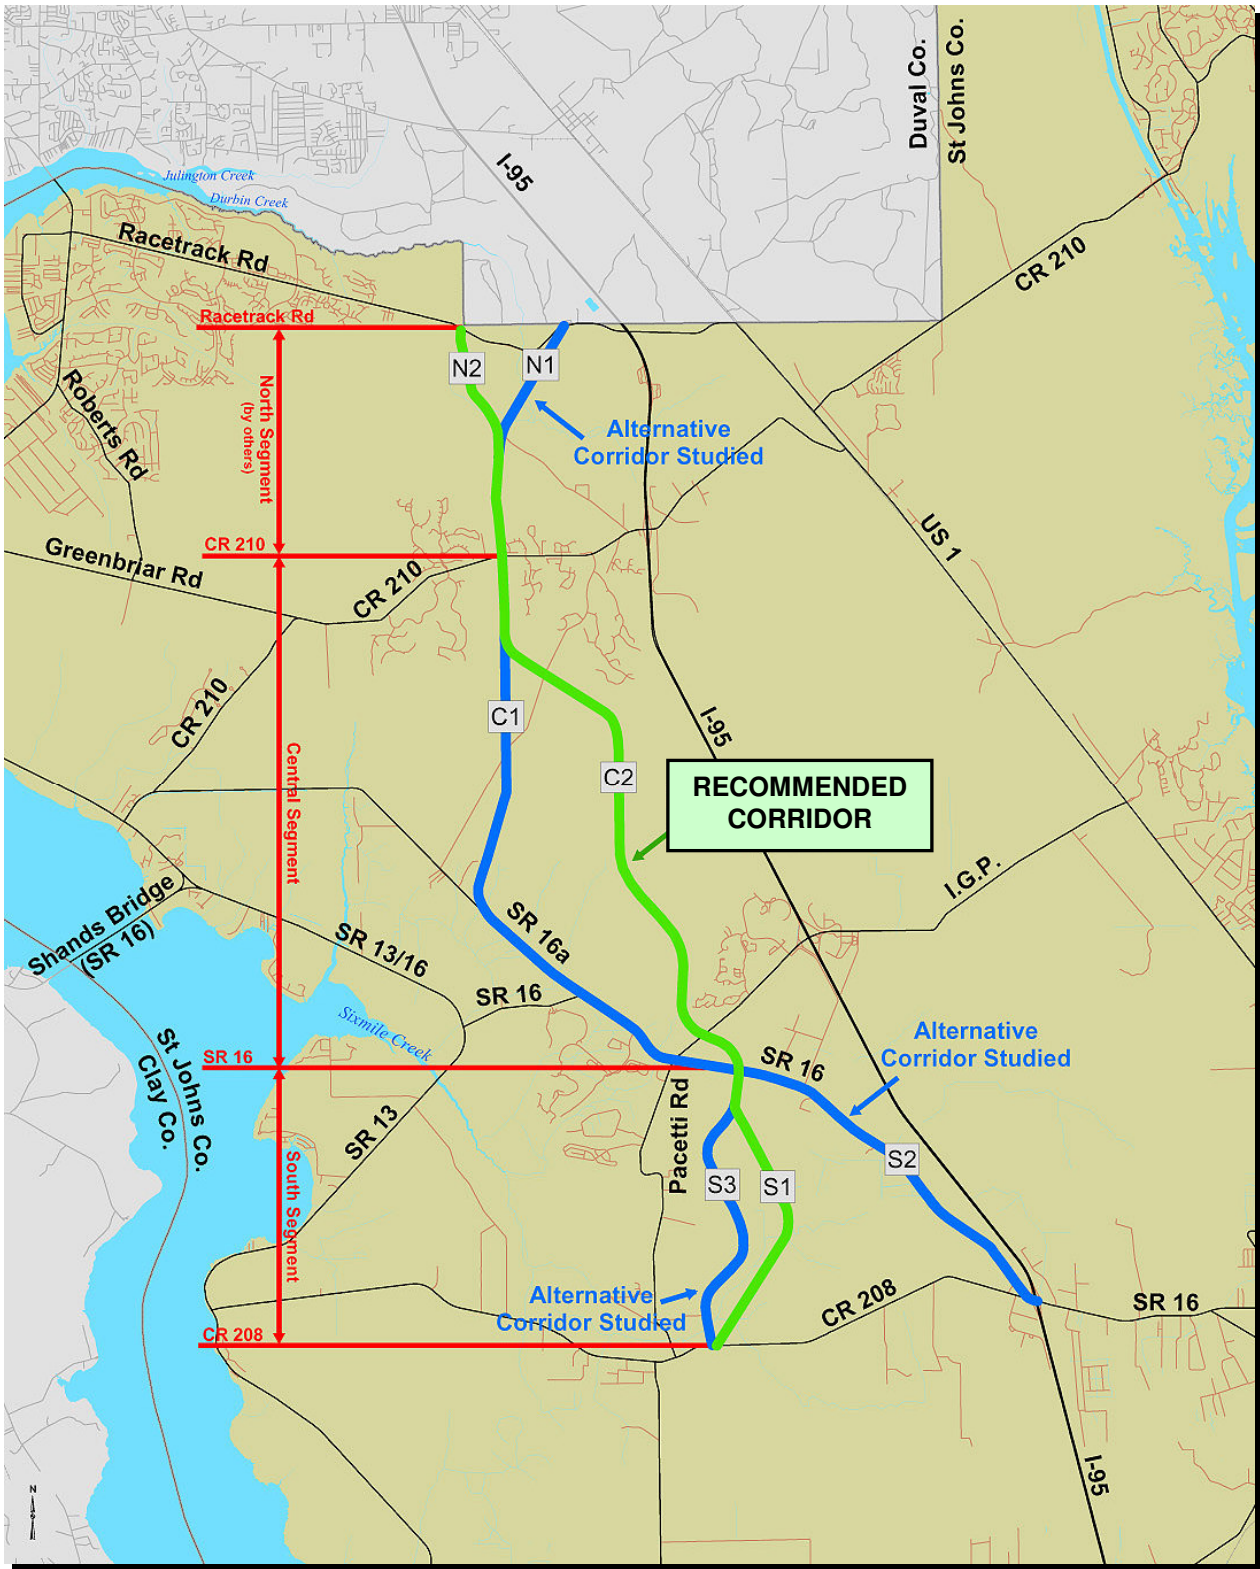 Duval Co.
St Johns Co.
I-95
Julington Creek
Durbin Creek
Racetrack Rd
CR 210
Racetrack Rd
N2
N1
Roberts Rd
North Segment
(by others)
Alternative
Corridor Studied
US 1
CR 210
Greenbriar Rd
CR 210
CR 210
C1
I-95
Central Segment
C2
RECOMMENDED
CORRIDOR
I.G.P.
Shands Bridge
(SR 16)
SR 13/16
SR 16a
SR 16
Sixmile Creek
St Johns Co.
Clay Co.
SR 16
SR 16
Alternative
Corridor Studied
Pacetti Rd
SR 13
S2
South Segment
S3
S1
Alternative
Corridor Studied
CR 208
SR 16
CR 208
I-95
N